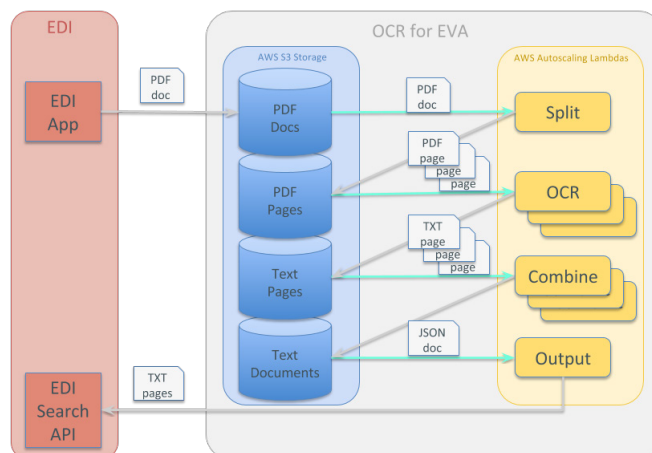 EDI
OCR for EVA
AWS S3 Storage
AWS Autoscaling Lambdas
EDI
App
PDF
doc
PDF
Docs
PDF
doc
Split
PDF
page
page
page
PDF
Pages
OCR
TXT
page
page
page
Text
Pages
Combine
JSON
doc
Text
Documents
Output
EDI
Search
API
TXT
pages